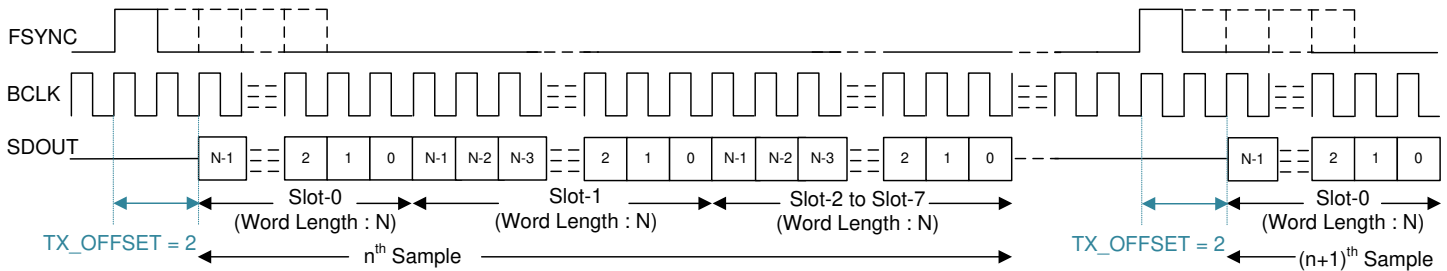 FSYNC
BCLK
SDOUT
N-1 2 1 0 N-1 N-2 N-3 2 1 0 N-1 N-2 N-3 2 1 0 N-1 2 1 0
Slot-0
(Word Length : N)
Slot-1
(Word Length : N)
Slot-2 to Slot-7
(Word Length : N)
Slot-0
(Word Length : N)
TX_OFFSET = 2
TX_OFFSET = 2
nth Sample
(n+1)th Sample